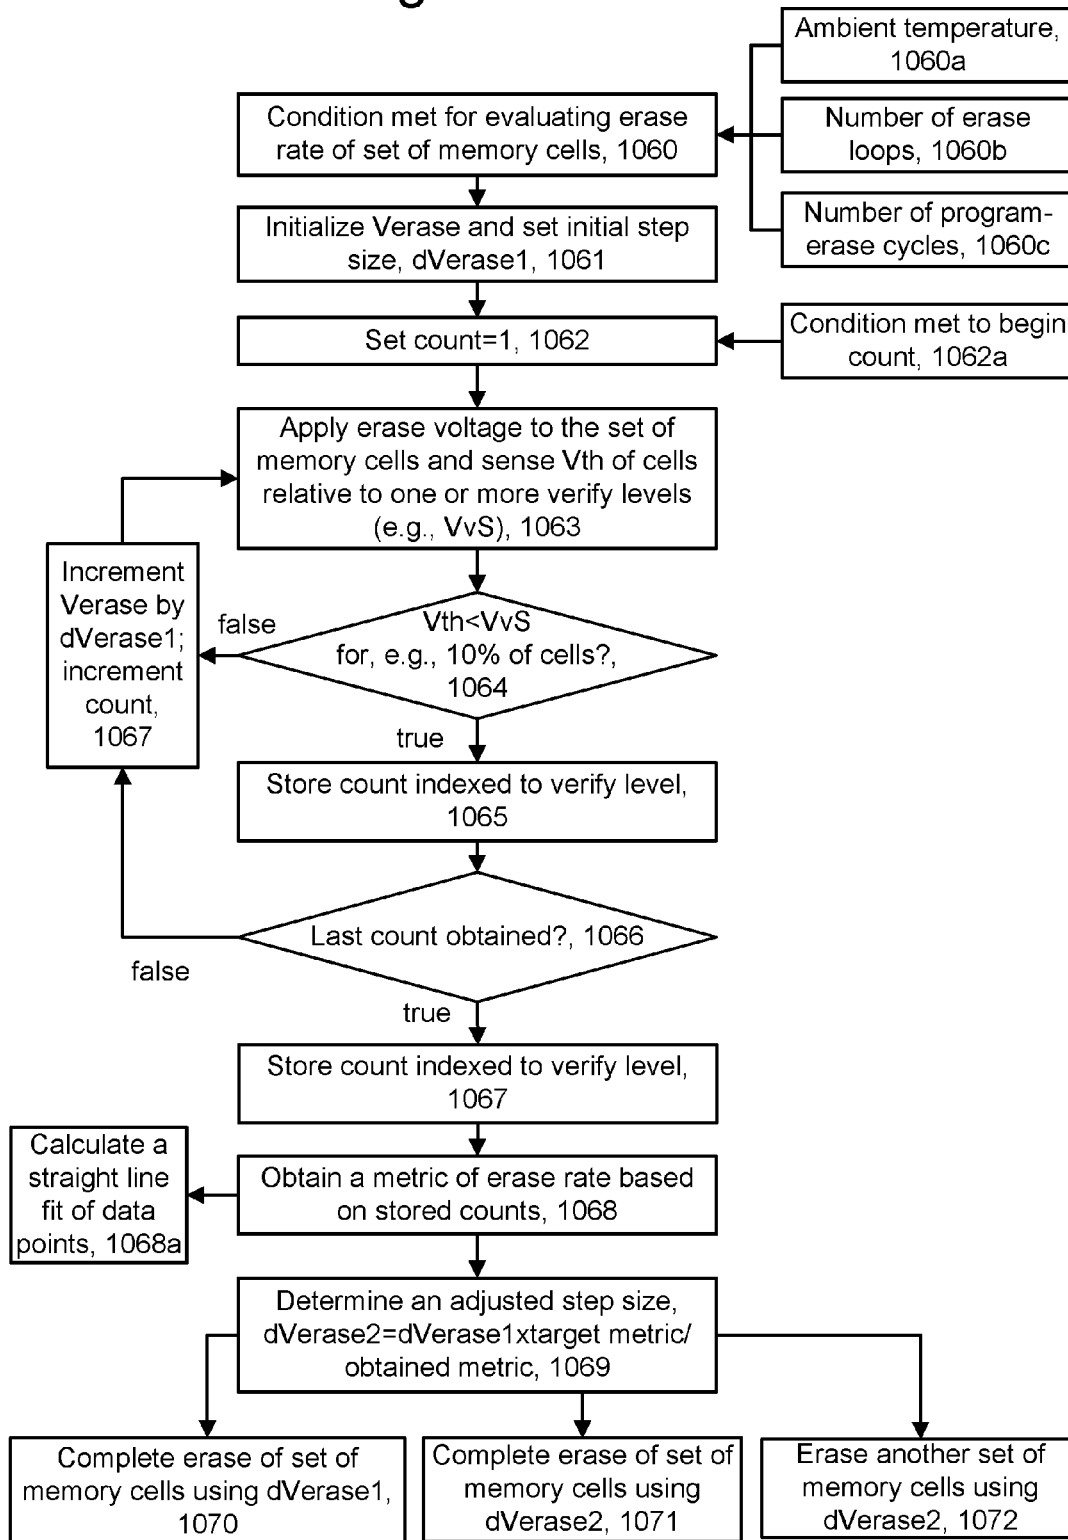 Ambient temperature,
1060a
Condition met for evaluating erase
rate of set of memory cells, 1060
Number of erase
loops, 1060b
Number of program-
erase cycles, 1060c
Initialize Verase and set initial step
size, dVerase1, 1061
Set count=1, 1062
Condition met to begin
count, 1062a
Apply erase voltage to the set of
memory cells and sense Vth of cells
relative to one or more verify levels
(e.g., VvS), 1063
Increment
Verase by
dVerase1;
increment
count,
1067
false
Vth<VvS
for, e.g., 10% of cells?,
1064
true
Store count indexed to verify level,
1065
Last count obtained?, 1066
false
true
Store count indexed to verify level,
1067
Calculate a
straight line
fit of data
points, 1068a
Obtain a metric of erase rate based
on stored counts, 1068
Determine an adjusted step size,
dVerase2=dVerase1xtarget metric/
obtained metric, 1069
Complete erase of set of
memory cells using dVerase1,
1070
Complete erase of set of
memory cells using
dVerase2, 1071
Erase another set of
memory cells using
dVerase2, 1072